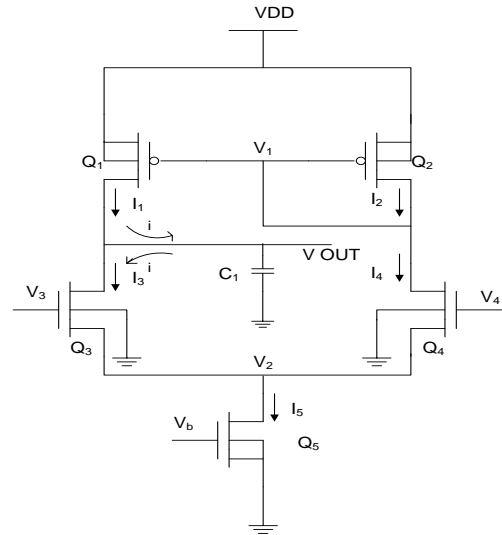 VDD
Q1 V1 Q2
I1 I2
i
V OUT
i
I3 C1 I4
V3 V4
Q3 Q4
V2
I5
Vb
Q5